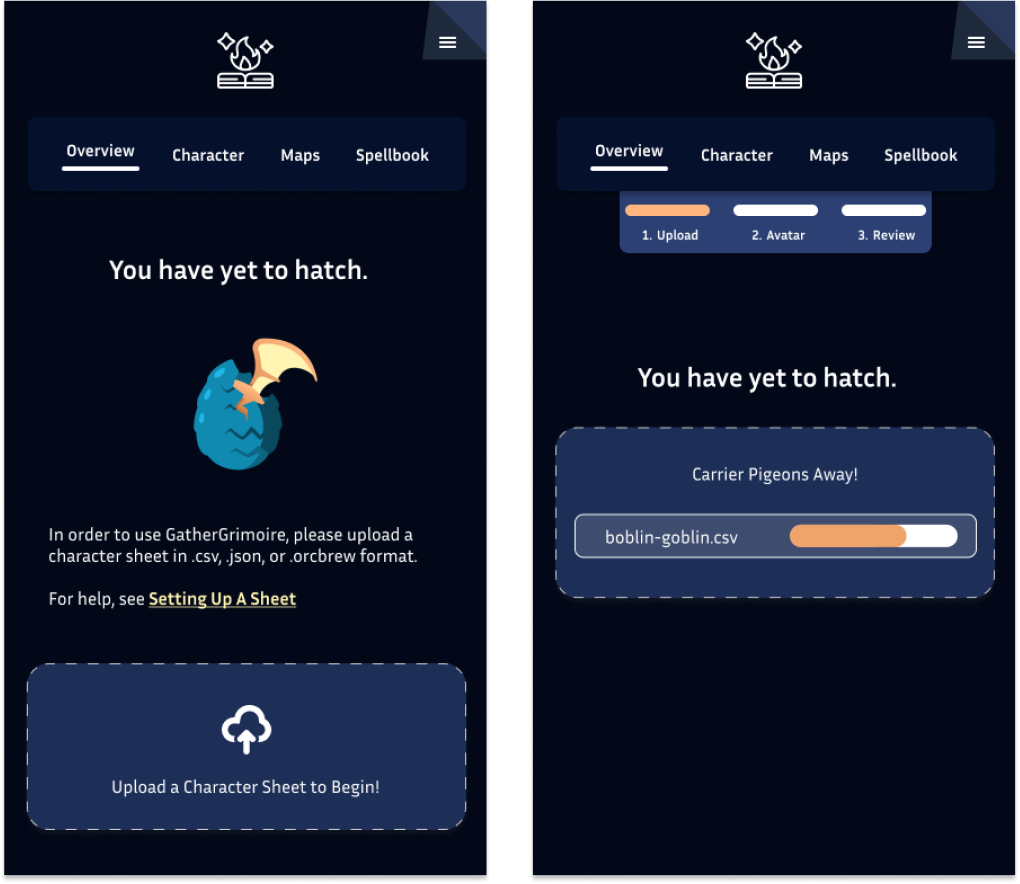 Overview Character Maps Spellbook
You have yet to hatch.
In order to use GatherGrimoire, please upload a
character sheet in .csv, .json, or .orcbrew format.
For help, see Setting Up A Sheet
Upload a Character Sheet to Begin!
Overview Character Maps Spellbook
1. Upload 2. Avatar 3. Review
You have yet to hatch.
Carrier Pigeons Away!
boblin-goblin.csv